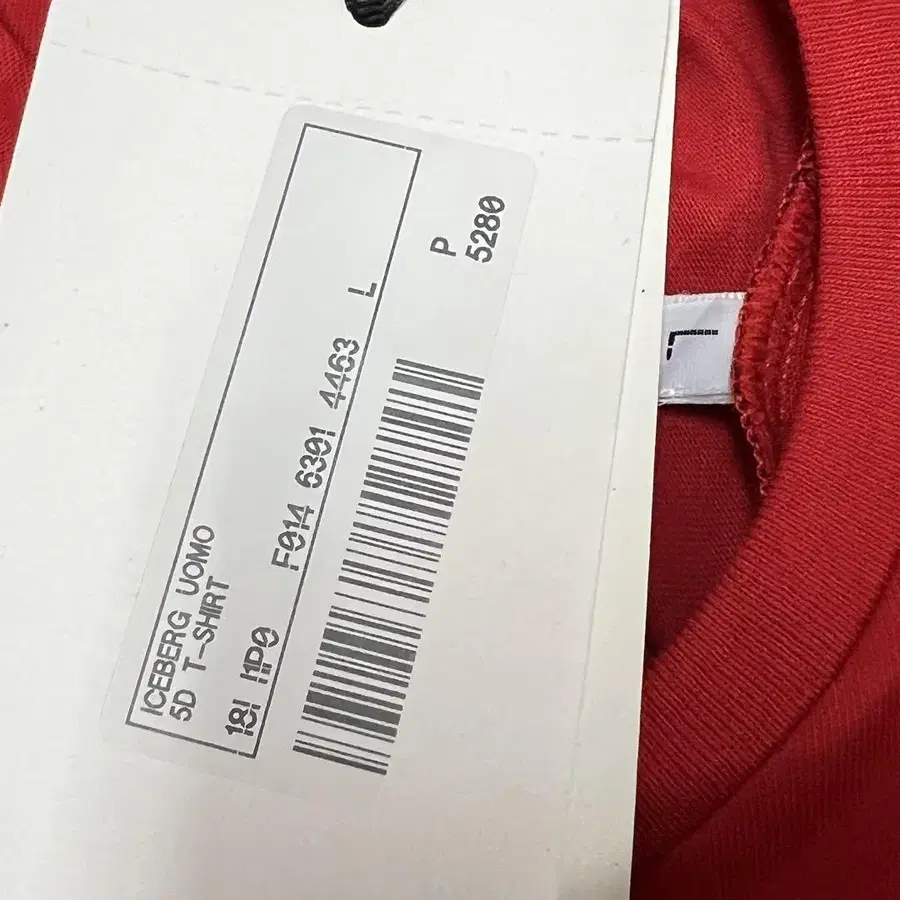 ICEBERG UOMO
5D T-SHIRT
18I I1P0 F014 6301 4463 L
P
5280
L